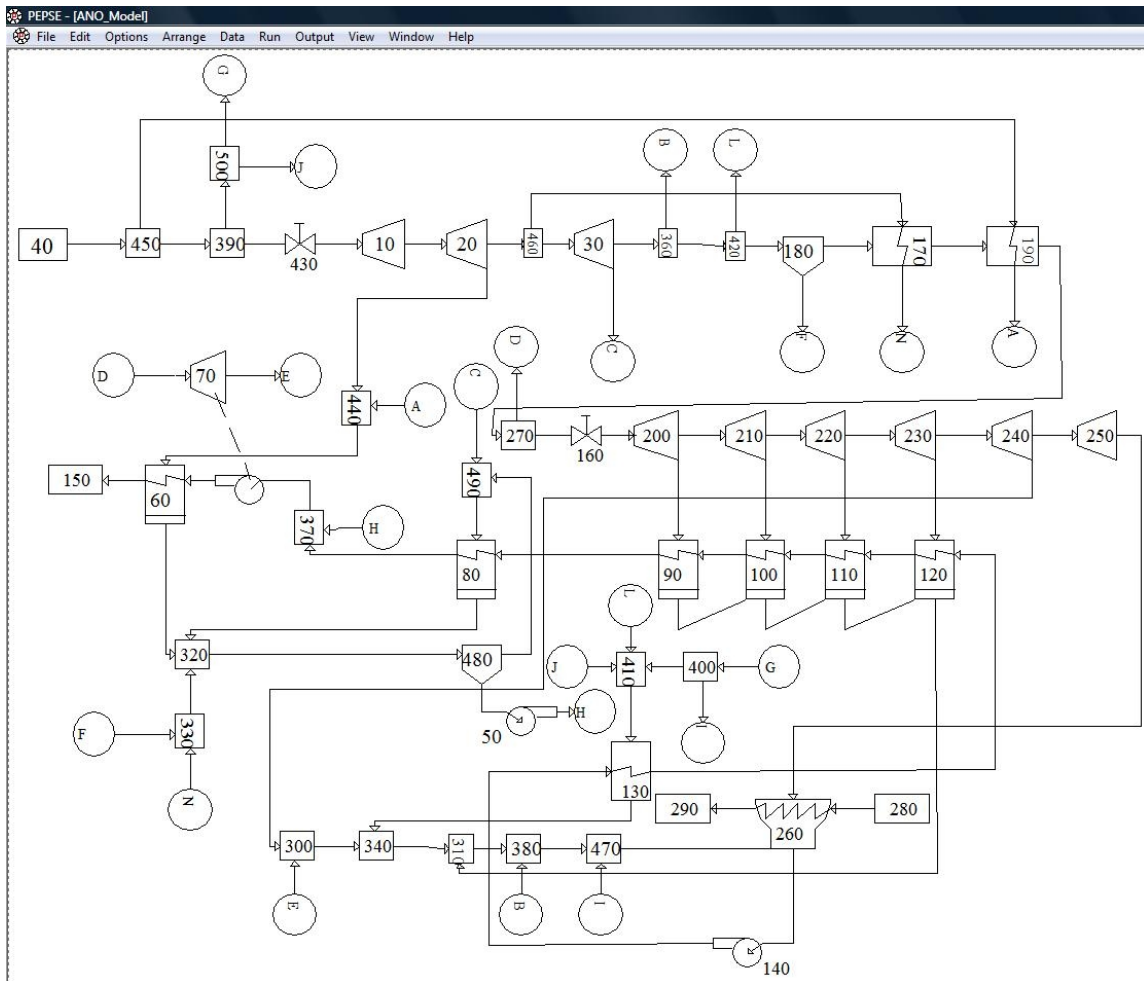 PEPSE - [ANO_Model]
File Edit Options Arrange Data Run Output View Window Help
G
500
J
B
L
40
450
390
430
10
20
460
30
360
420
180
170
190
C
F
N
A
D
70
E
440
A
C
D
270
160
200
210
220
230
240
250
150
60
370
H
490
80
90
100
110
120
L
320
480
J
410
400
G
F
330
50
H
I
N
130
290
280
260
300
340
310
380
470
E
B
I
140